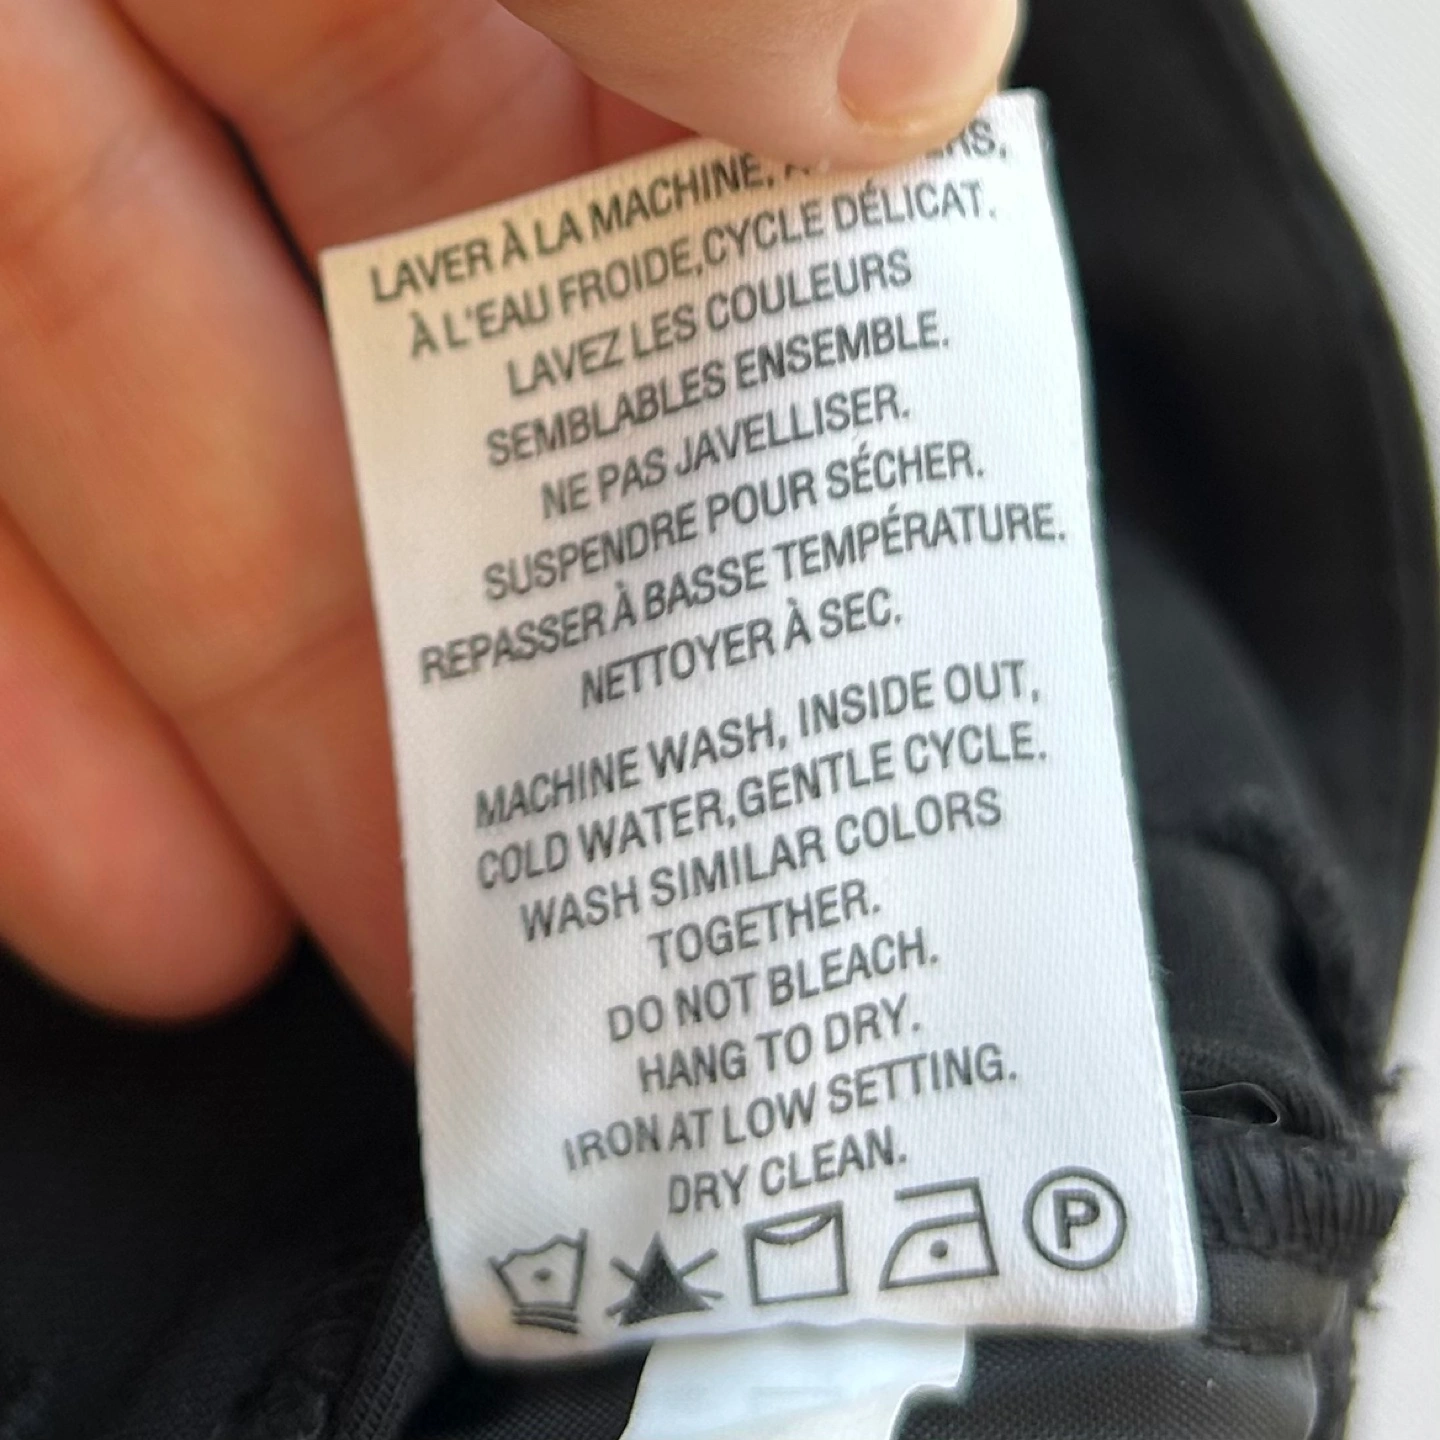 LAVER À LA MACHINE,
À L'EAU FROIDE,CYCLE DÉLICAT.
LAVEZ LES COULEURS
SEMBLABLES ENSEMBLE.
NE PAS JAVELLISER.
SUSPENDRE POUR SÉCHER.
REPASSER À BASSE TEMPÉRATURE.
NETTOYER À SEC.
MACHINE WASH, INSIDE OUT,
COLD WATER,GENTLE CYCLE.
WASH SIMILAR COLORS
TOGETHER.
DO NOT BLEACH.
HANG TO DRY.
IRON AT LOW SETTING.
DRY CLEAN.
P